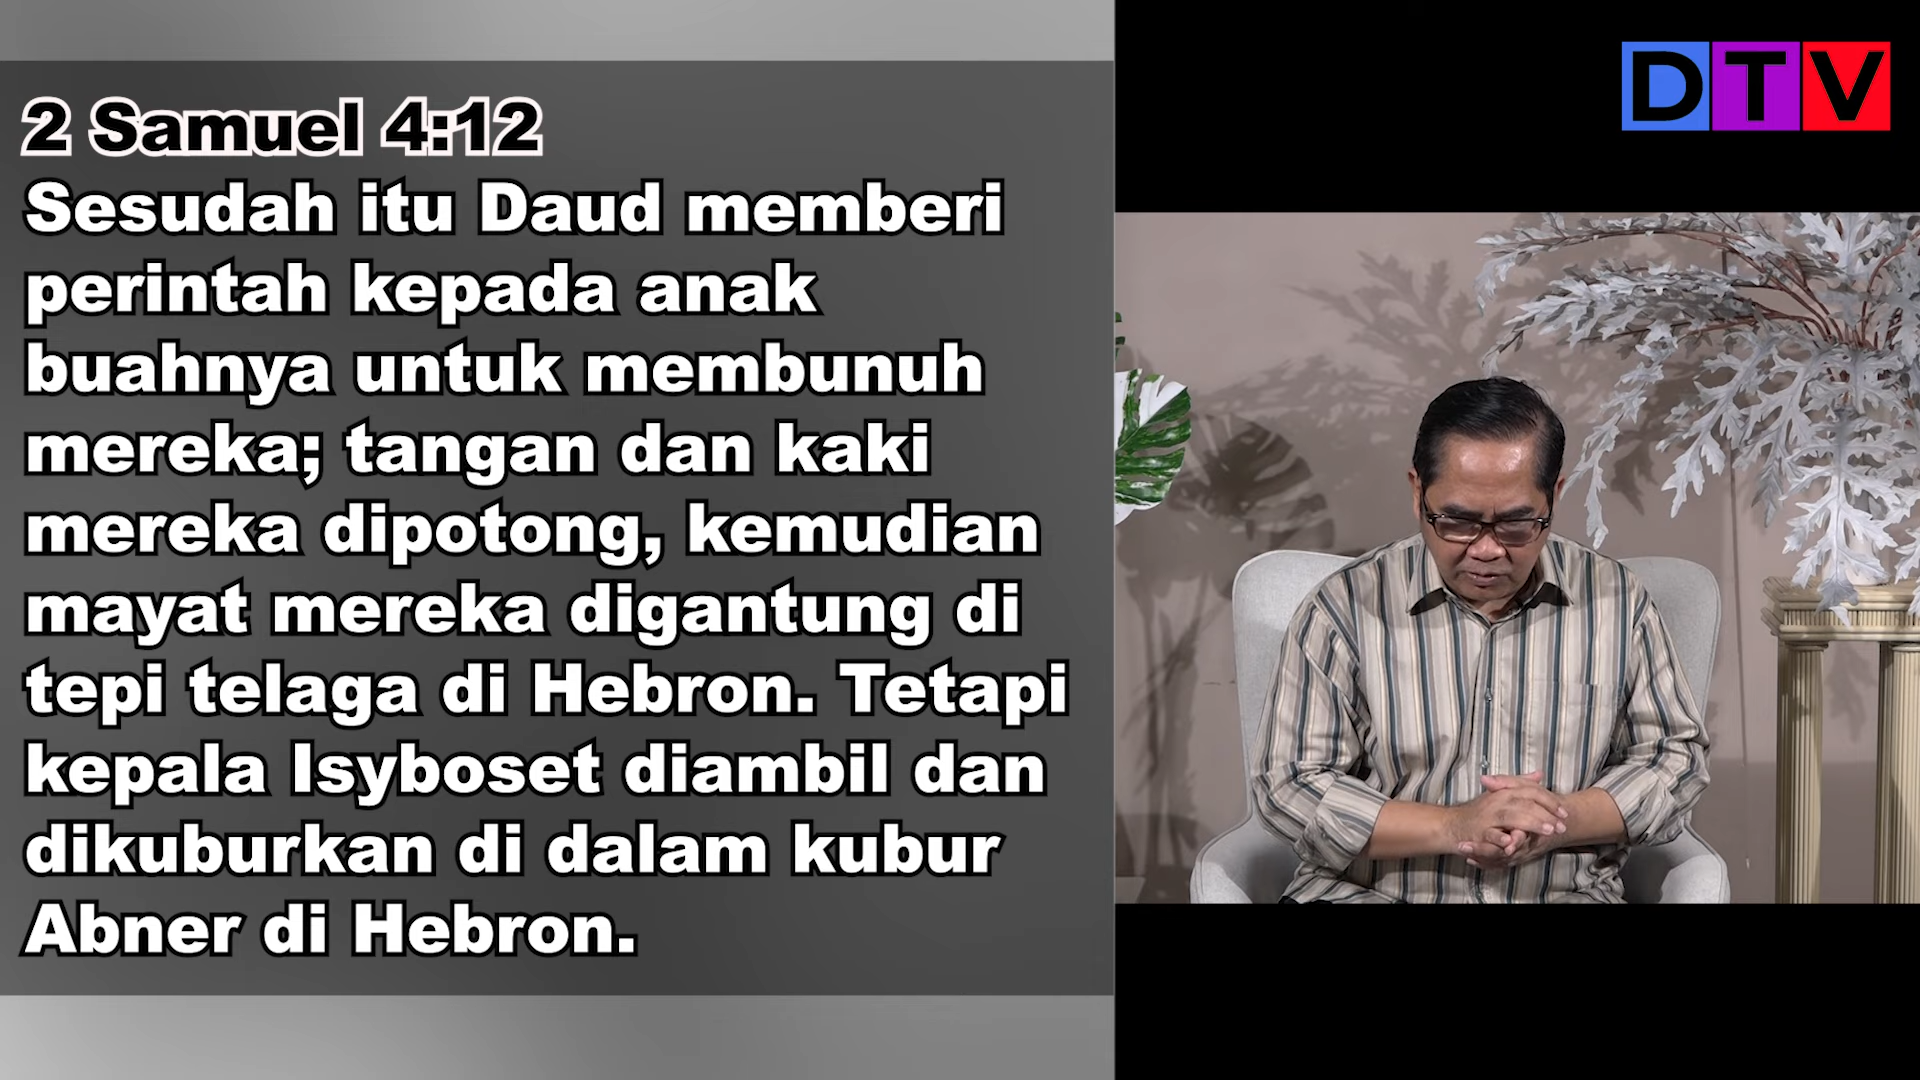 2 Samuel 4:12
Sesudah itu Daud memberi
perintah kepada anak
buahnya untuk membunuh
mereka; tangan dan kaki
mereka dipotong, kemudian
mayat mereka digantung di
tepi telaga di Hebron. Tetapi
kepala Isyboset diambil dan
dikuburkan di dalam kubur
Abner di Hebron.
DTV